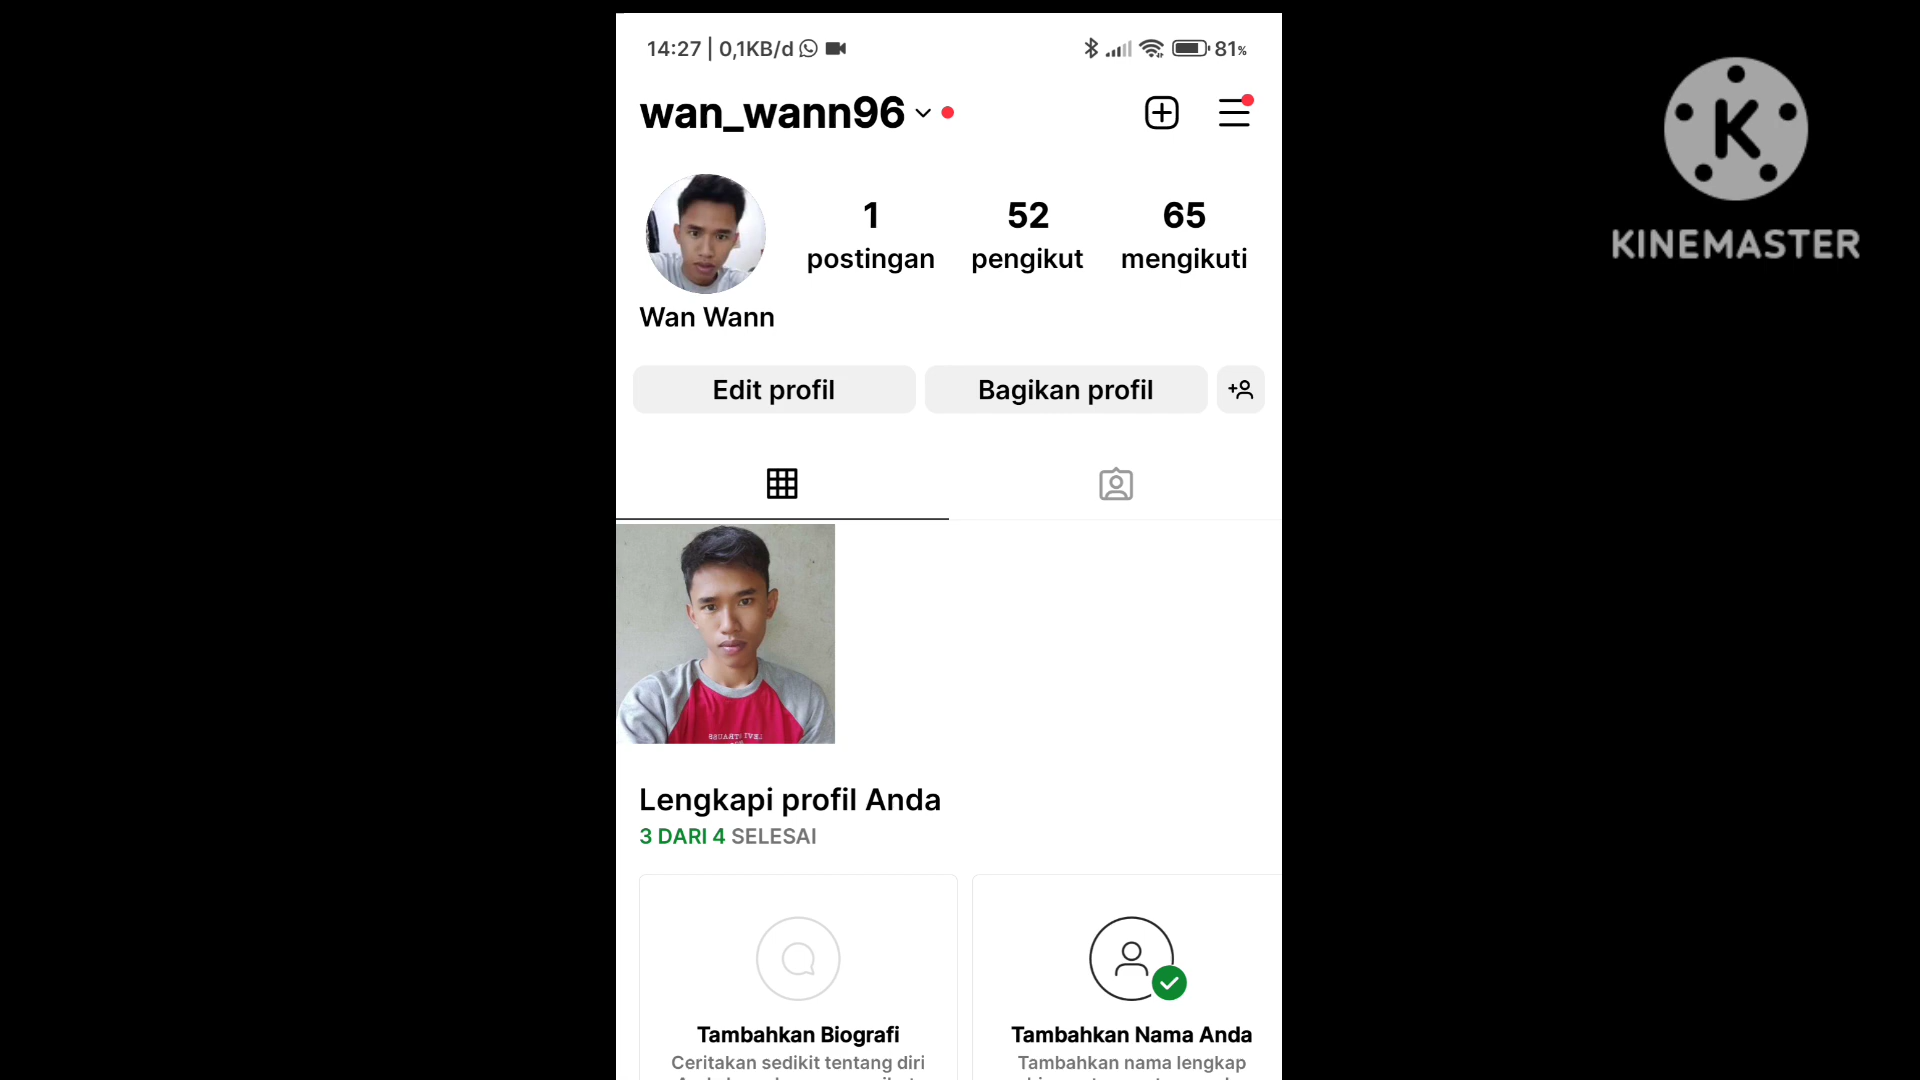 14:27 | 0,1KB/d
81%
wan_wann96
KINEMASTER
1
52
65
postingan
pengikut
mengikuti
Wan Wann
Edit profil
Bagikan profil
Lengkapi profil Anda
3 DARI 4 SELESAI
Tambahkan Biografi
Tambahkan Nama Anda
Ceritakan sedikit tentang diri
Tambahkan nama lengkap